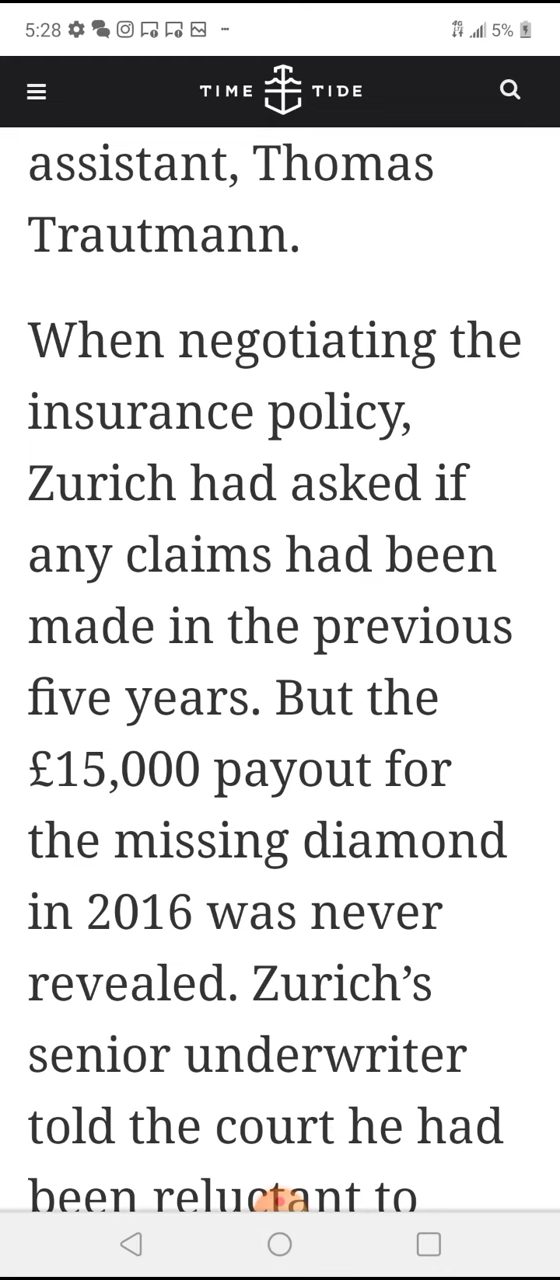 5:28 5%
TIME TIDE
assistant, Thomas
Trautmann.
When negotiating the
insurance policy,
Zurich had asked if
any claims had been
made in the previous
five years. But the
£15,000 payout for
the missing diamond
in 2016 was never
revealed. Zurich’s
senior underwriter
told the court he had
been reluctant to